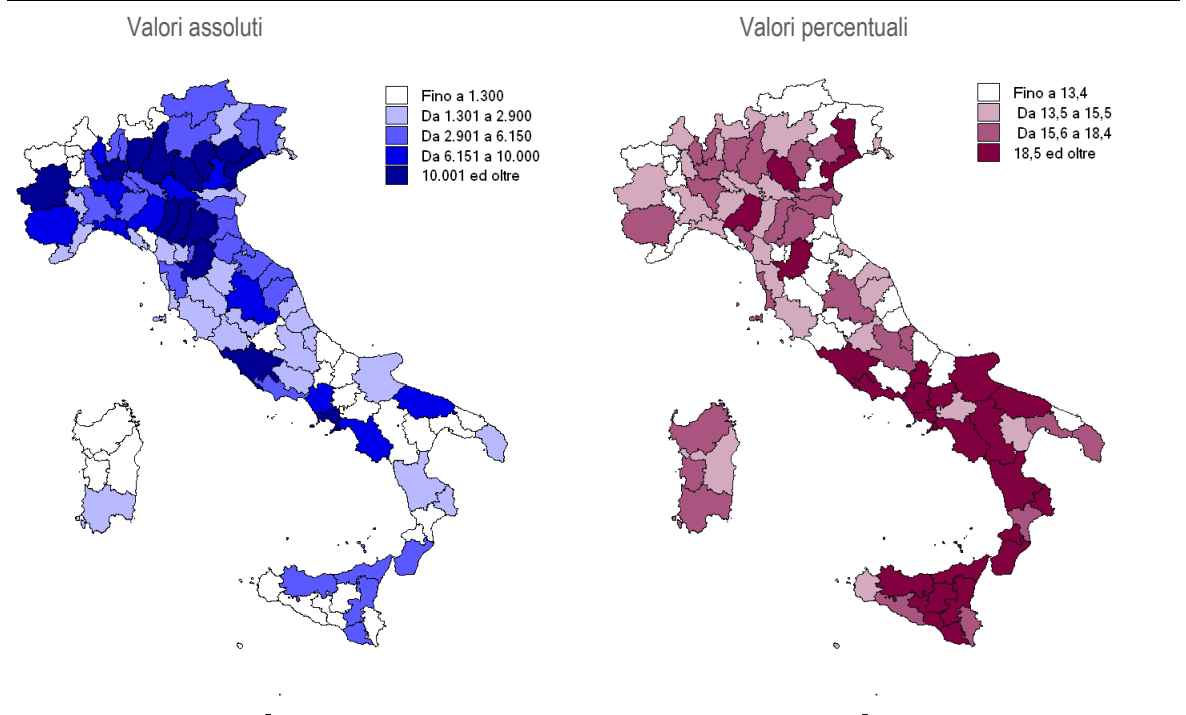 Valori assoluti
Valori percentuali
Fino a 1.300
Da 1.301 a 2.900
Da 2.901 a 6.150
Da 6.151 a 10.000
10.001 ed oltre
Fino a 13,4
Da 13,5 a 15,5
Da 15,6 a 18,4
18,5 ed oltre